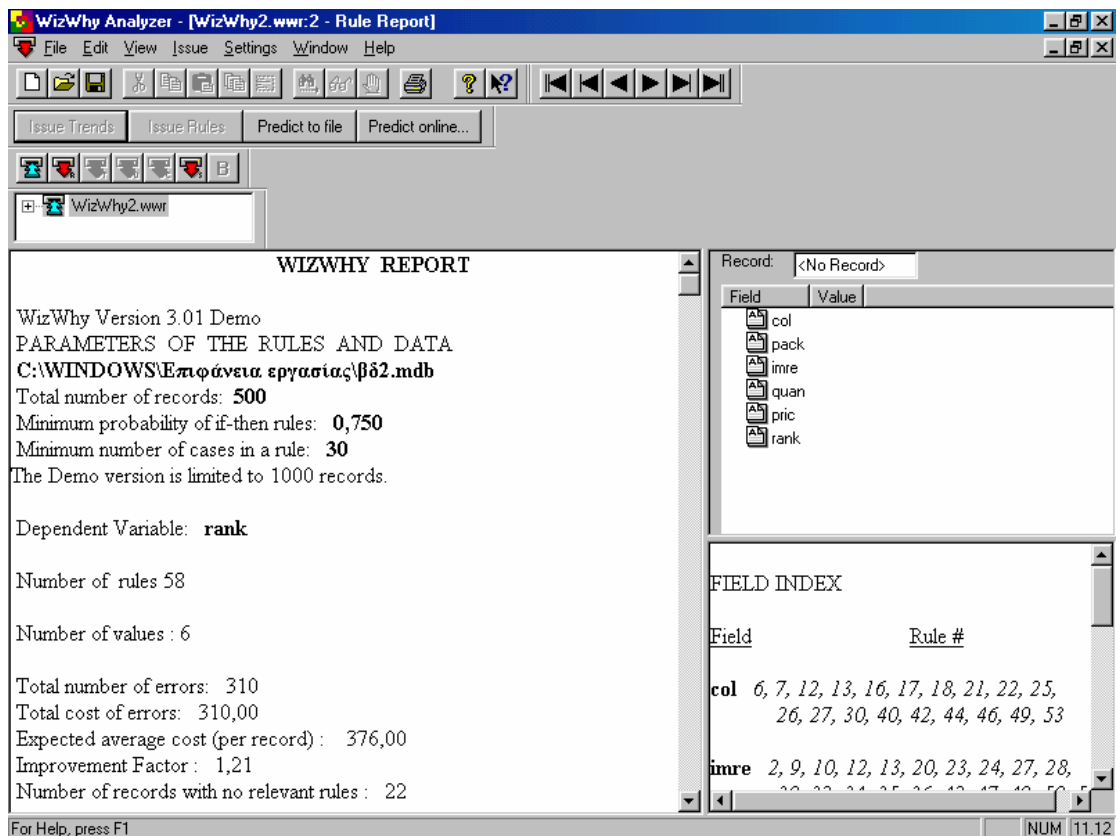 WizWhy Analyzer - [WizWhy2.wwr:2 - Rule Report]
File Edit View Issue Settings Window Help
Issue Trends Issue Rules Predict to file Predict online...
B
WizWhy2.wwr
WIZWHY REPORT
WizWhy Version 3.01 Demo
PARAMETERS OF THE RULES AND DATA
C:\WINDOWS\Επιφάνεια εργασίας\βδ2.mdb
Total number of records: 500
Minimum probability of if-then rules: 0,750
Minimum number of cases in a rule: 30
The Demo version is limited to 1000 records.
Dependent Variable: rank
Number of rules 58
Number of values : 6
Total number of errors: 310
Total cost of errors: 310,00
Expected average cost (per record) : 376,00
Improvement Factor : 1,21
Number of records with no relevant rules : 22
Record: <No Record>
Field Value
col
pack
imre
quan
pric
rank
FIELD INDEX
Field Rule #
col 6, 7, 12, 13, 16, 17, 18, 21, 22, 25,
26, 27, 30, 40, 42, 44, 46, 49, 53
imre 2, 9, 10, 12, 13, 20, 23, 24, 27, 28,
For Help, press F1
NUM 11.12